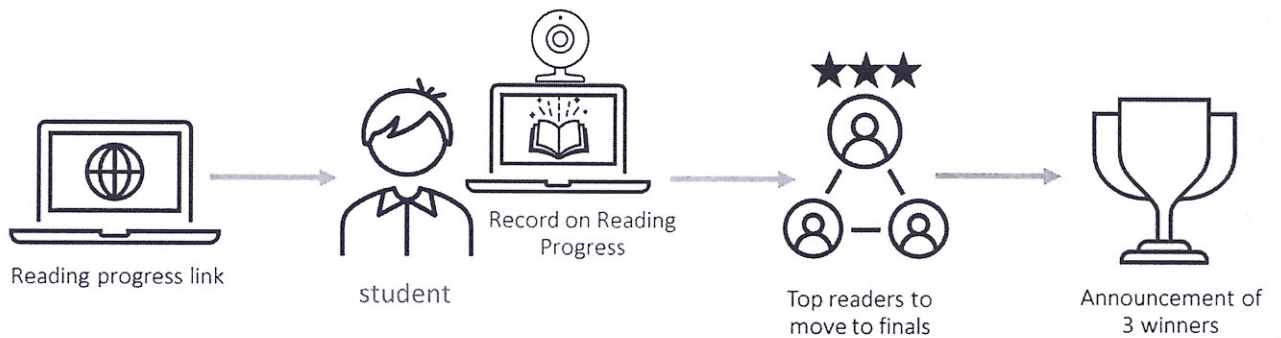 Reading progress link
student
Record on Reading
Progress
Top readers to
move to finals
Announcement of
3 winners